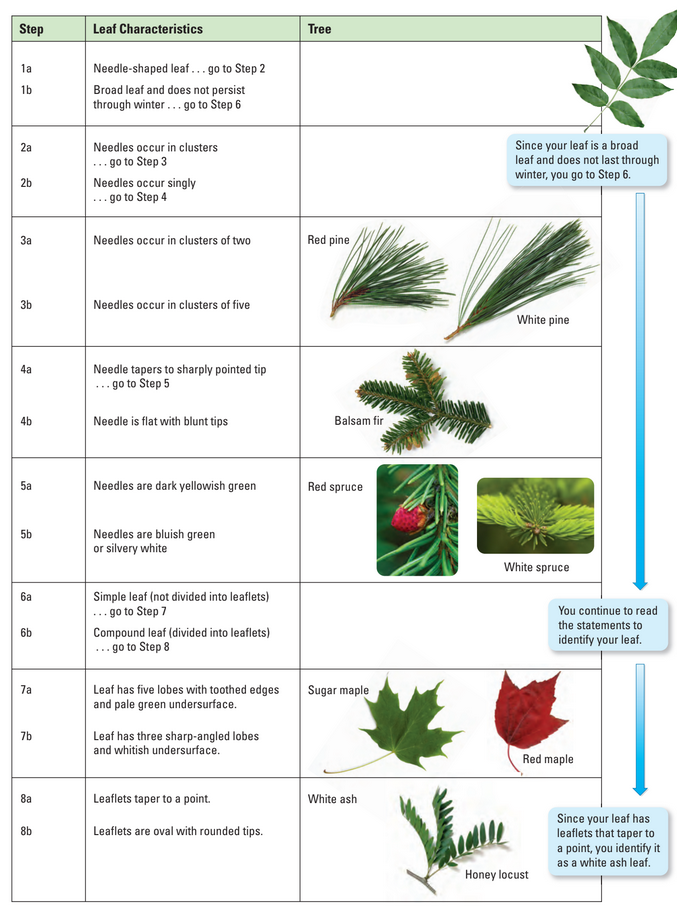 Step Leaf Characteristics Tree
1a Needle-shaped leaf . . . go to Step 2
1b Broad leaf and does not persist
through winter . . . go to Step 6
Since your leaf is a broad
leaf and does not last through
winter, you go to Step 6.
2a Needles occur in clusters
. . . go to Step 3
2b Needles occur singly
. . . go to Step 4
3a Needles occur in clusters of two Red pine
3b Needles occur in clusters of five
White pine
4a Needle tapers to sharply pointed tip
. . . go to Step 5
4b Needle is flat with blunt tips Balsam fir
5a Needles are dark yellowish green Red spruce
5b Needles are bluish green
or silvery white
White spruce
6a Simple leaf (not divided into leaflets)
. . . go to Step 7
6b Compound leaf (divided into leaflets)
. . . go to Step 8
You continue to read
the statements to
identify your leaf.
7a Leaf has five lobes with toothed edges Sugar maple
and pale green undersurface.
7b Leaf has three sharp-angled lobes
and whitish undersurface.
Red maple
8a Leaflets taper to a point. White ash
8b Leaflets are oval with rounded tips.
Honey locust
Since your leaf has
leaflets that taper to
a point, you identify it
as a white ash leaf.